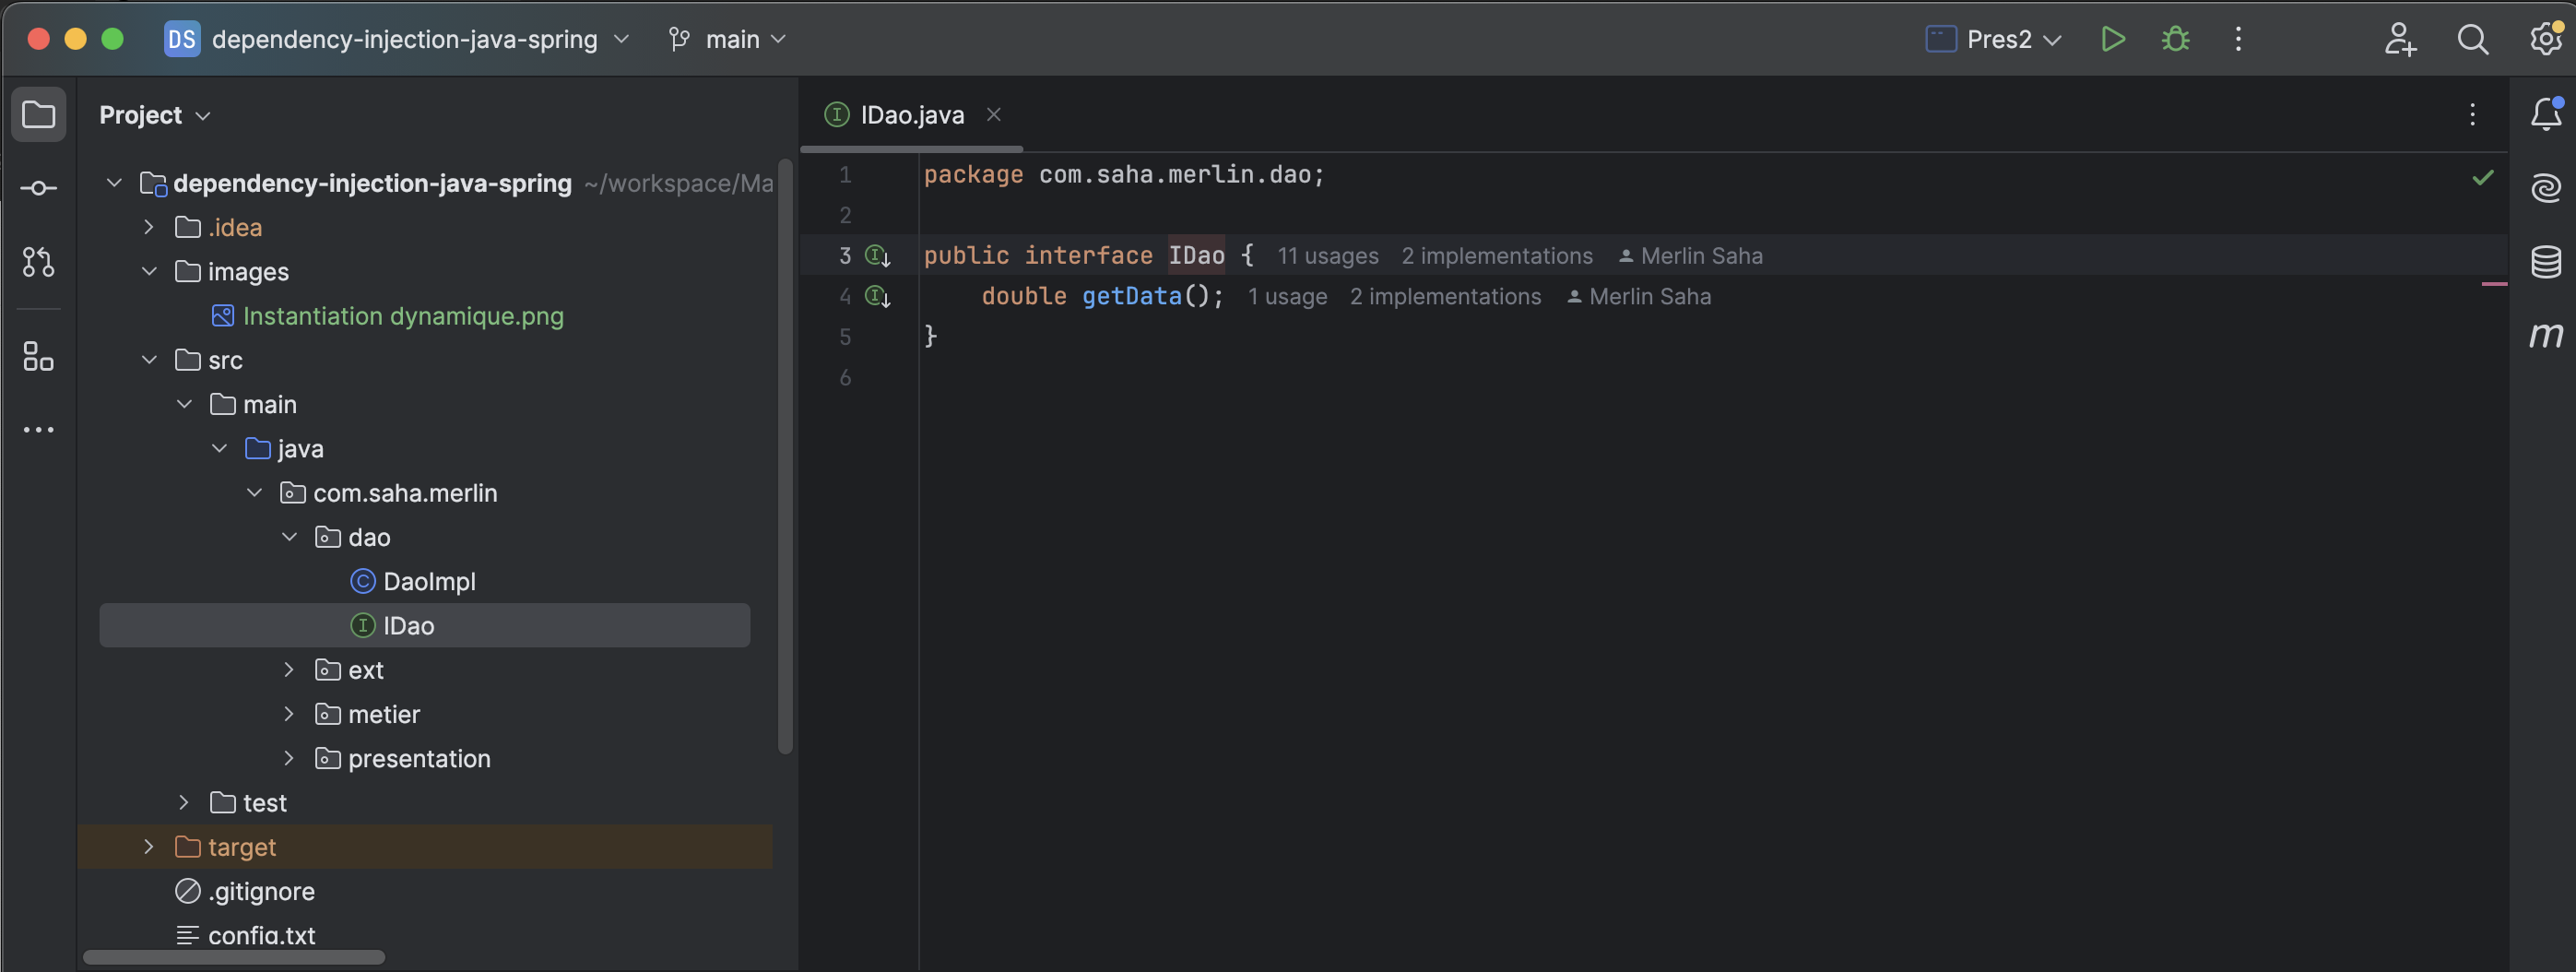 DS dependency-injection-java-spring main Pres2
Project
dependency-injection-java-spring ~/workspace/Ma
.idea
images
Instantiation dynamique.png
src
main
java
com.saha.merlin
dao
C DaoImpl
I IDao
ext
metier
presentation
test
target
.gitignore
config.txt
I IDao.java
1 package com.saha.merlin.dao;
2
3 public interface IDao { 11 usages 2 implementations Merlin Saha
4 double getData(); 1 usage 2 implementations Merlin Saha
5 }
6
m